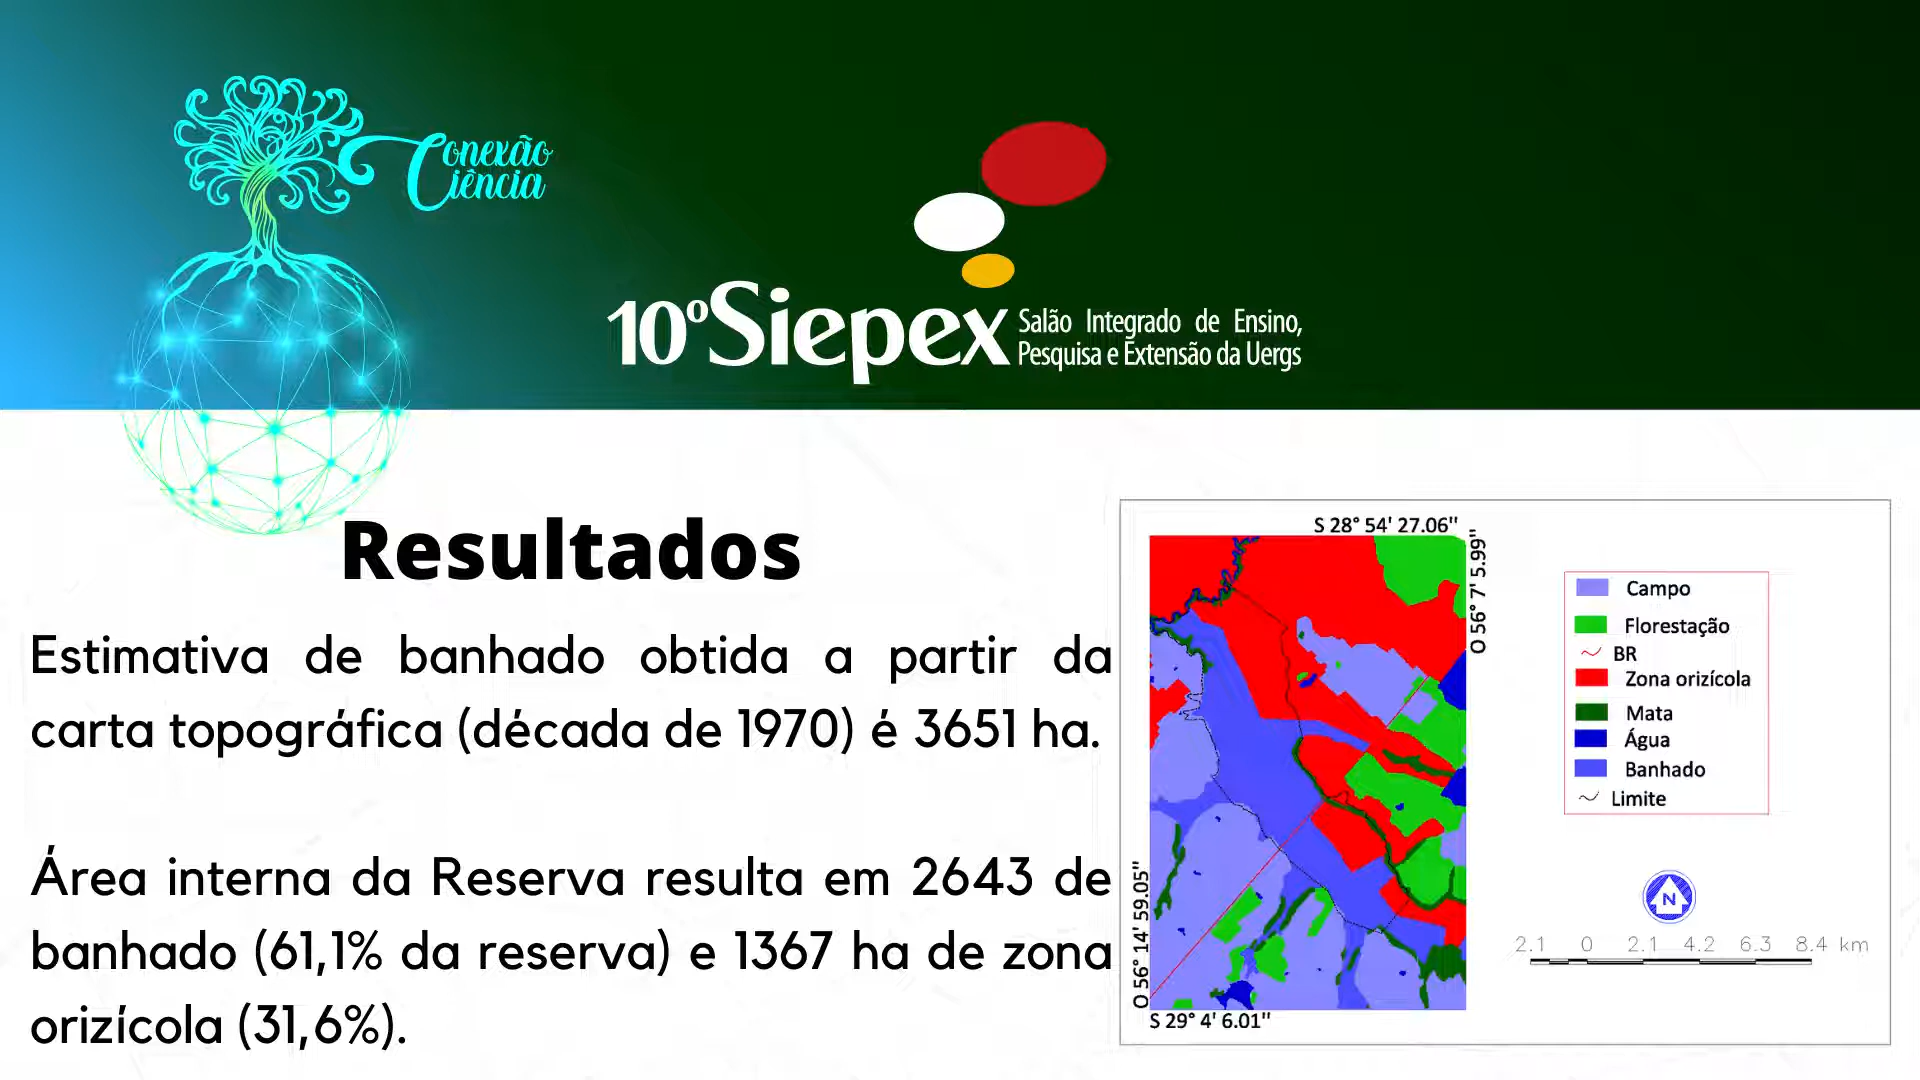 Conexão
Ciência
10º Siepex
Salão Integrado de Ensino,
Pesquisa e Extensão da Uergs
Resultados
Estimativa de banhado obtida a partir da
carta topográfica (década de 1970) é 3651 ha.
Área interna da Reserva resulta em 2643 de
banhado (61,1% da reserva) e 1367 ha de zona
orizícola (31,6%).
S 28° 54' 27.06''
O 56° 7' 5.99''
O 56° 14' 59.05''
S 29° 4' 6.01''
Campo
Florestação
BR
Zona orizícola
Mata
Água
Banhado
Limite
N
2.1 0 2.1 4.2 6.3 8.4 km